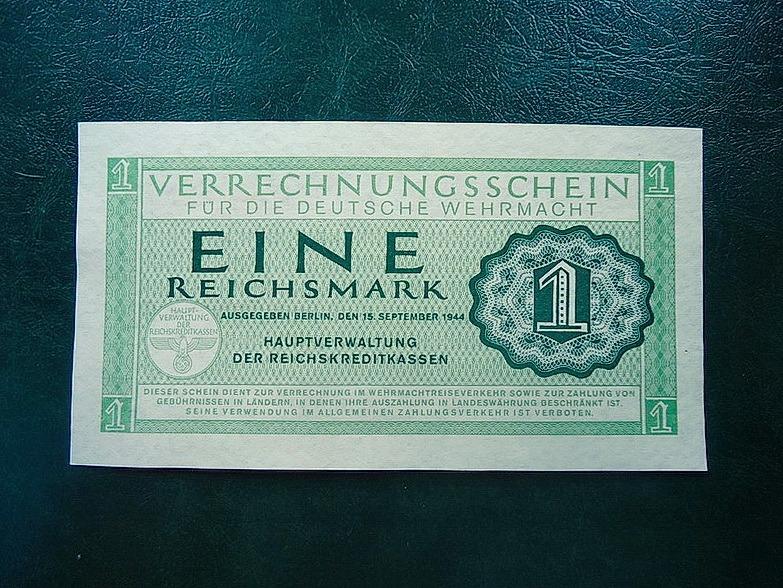 1 1
VERRECHNUNGSSCHEIN
FÜR DIE DEUTSCHE WEHRMACHT
EINE
REICHSMARK
1
AUSGEGEBEN BERLIN, DEN 15. SEPTEMBER 1944
HAUPT-
VERWALTUNG
DER
REICHSKREDITKASSEN
HAUPTVERWALTUNG
DER REICHSKREDITKASSEN
DIESER SCHEIN DIENT ZUR VERRECHNUNG IM WEHRMACHTREISEVERKEHR SOWIE ZUR ZAHLUNG VON
GEBÜHRNISSEN IN LÄNDERN, IN DENEN IHRE AUSZAHLUNG IN LANDESWÄHRUNG BESCHRÄNKT IST.
SEINE VERWENDUNG IM ALLGEMEINEN ZAHLUNGSVERKEHR IST VERBOTEN.
1 1